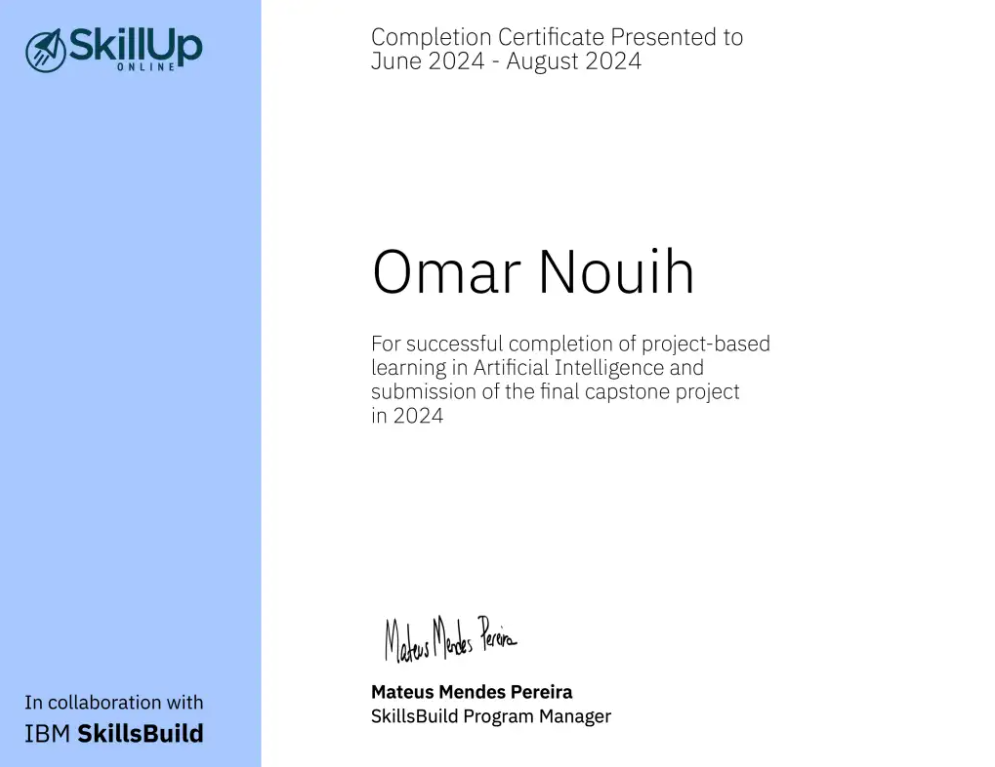 SkillUp
ONLINE
Completion Certificate Presented to
June 2024 - August 2024
Omar Nouih
For successful completion of project-based
learning in Artificial Intelligence and
submission of the final capstone project
in 2024
Mateus Mendes Pereira
Mateus Mendes Pereira
SkillsBuild Program Manager
In collaboration with
IBM SkillsBuild